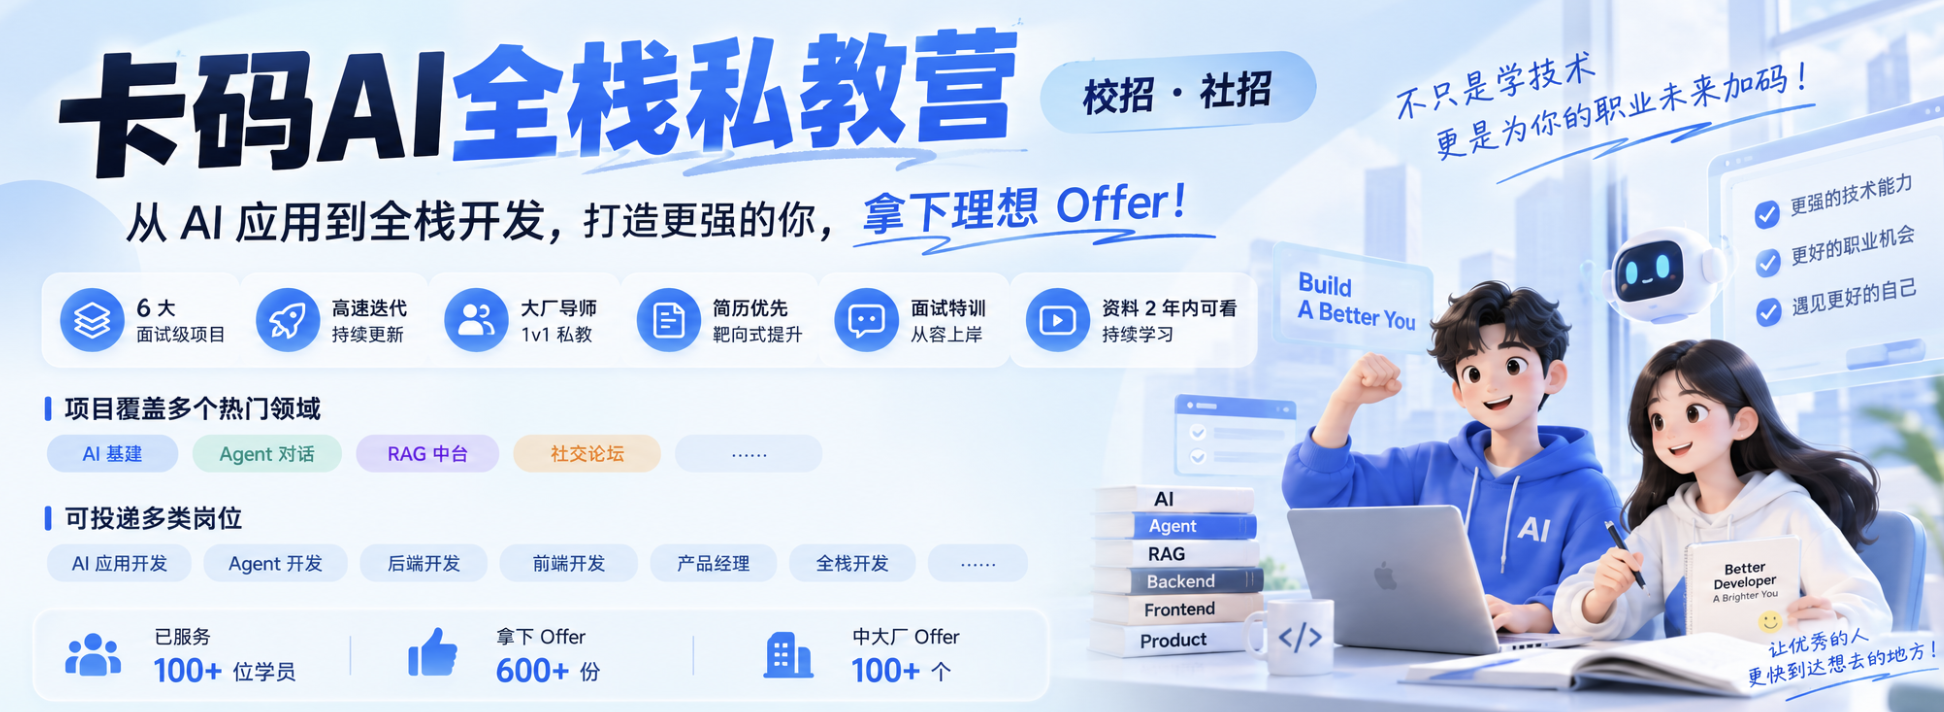 卡码AI全栈私教营
校招 · 社招
从 AI 应用到全栈开发，打造更强的你，拿下理想 Offer！
6 大
面试级项目
高速迭代
持续更新
大厂导师
1v1 私教
简历优先
靶向式提升
面试特训
从容上岸
资料 2 年内可看
持续学习
项目覆盖多个热门领域
AI 基建
Agent 对话
RAG 中台
社交论坛
……
可投递多类岗位
AI 应用开发
Agent 开发
后端开发
前端开发
产品经理
全栈开发
……
已服务
100+ 位学员
拿下 Offer
600+ 份
中大厂 Offer
100+ 个
不只是学技术
更是为你的职业未来加码！
更强的技术能力
更好的职业机会
遇见更好的自己
Build
A Better You
AI
Agent
RAG
Backend
Frontend
Product
</>
AI
Better
Developer
A Brighter You
让优秀的人
更快到达想去的地方！